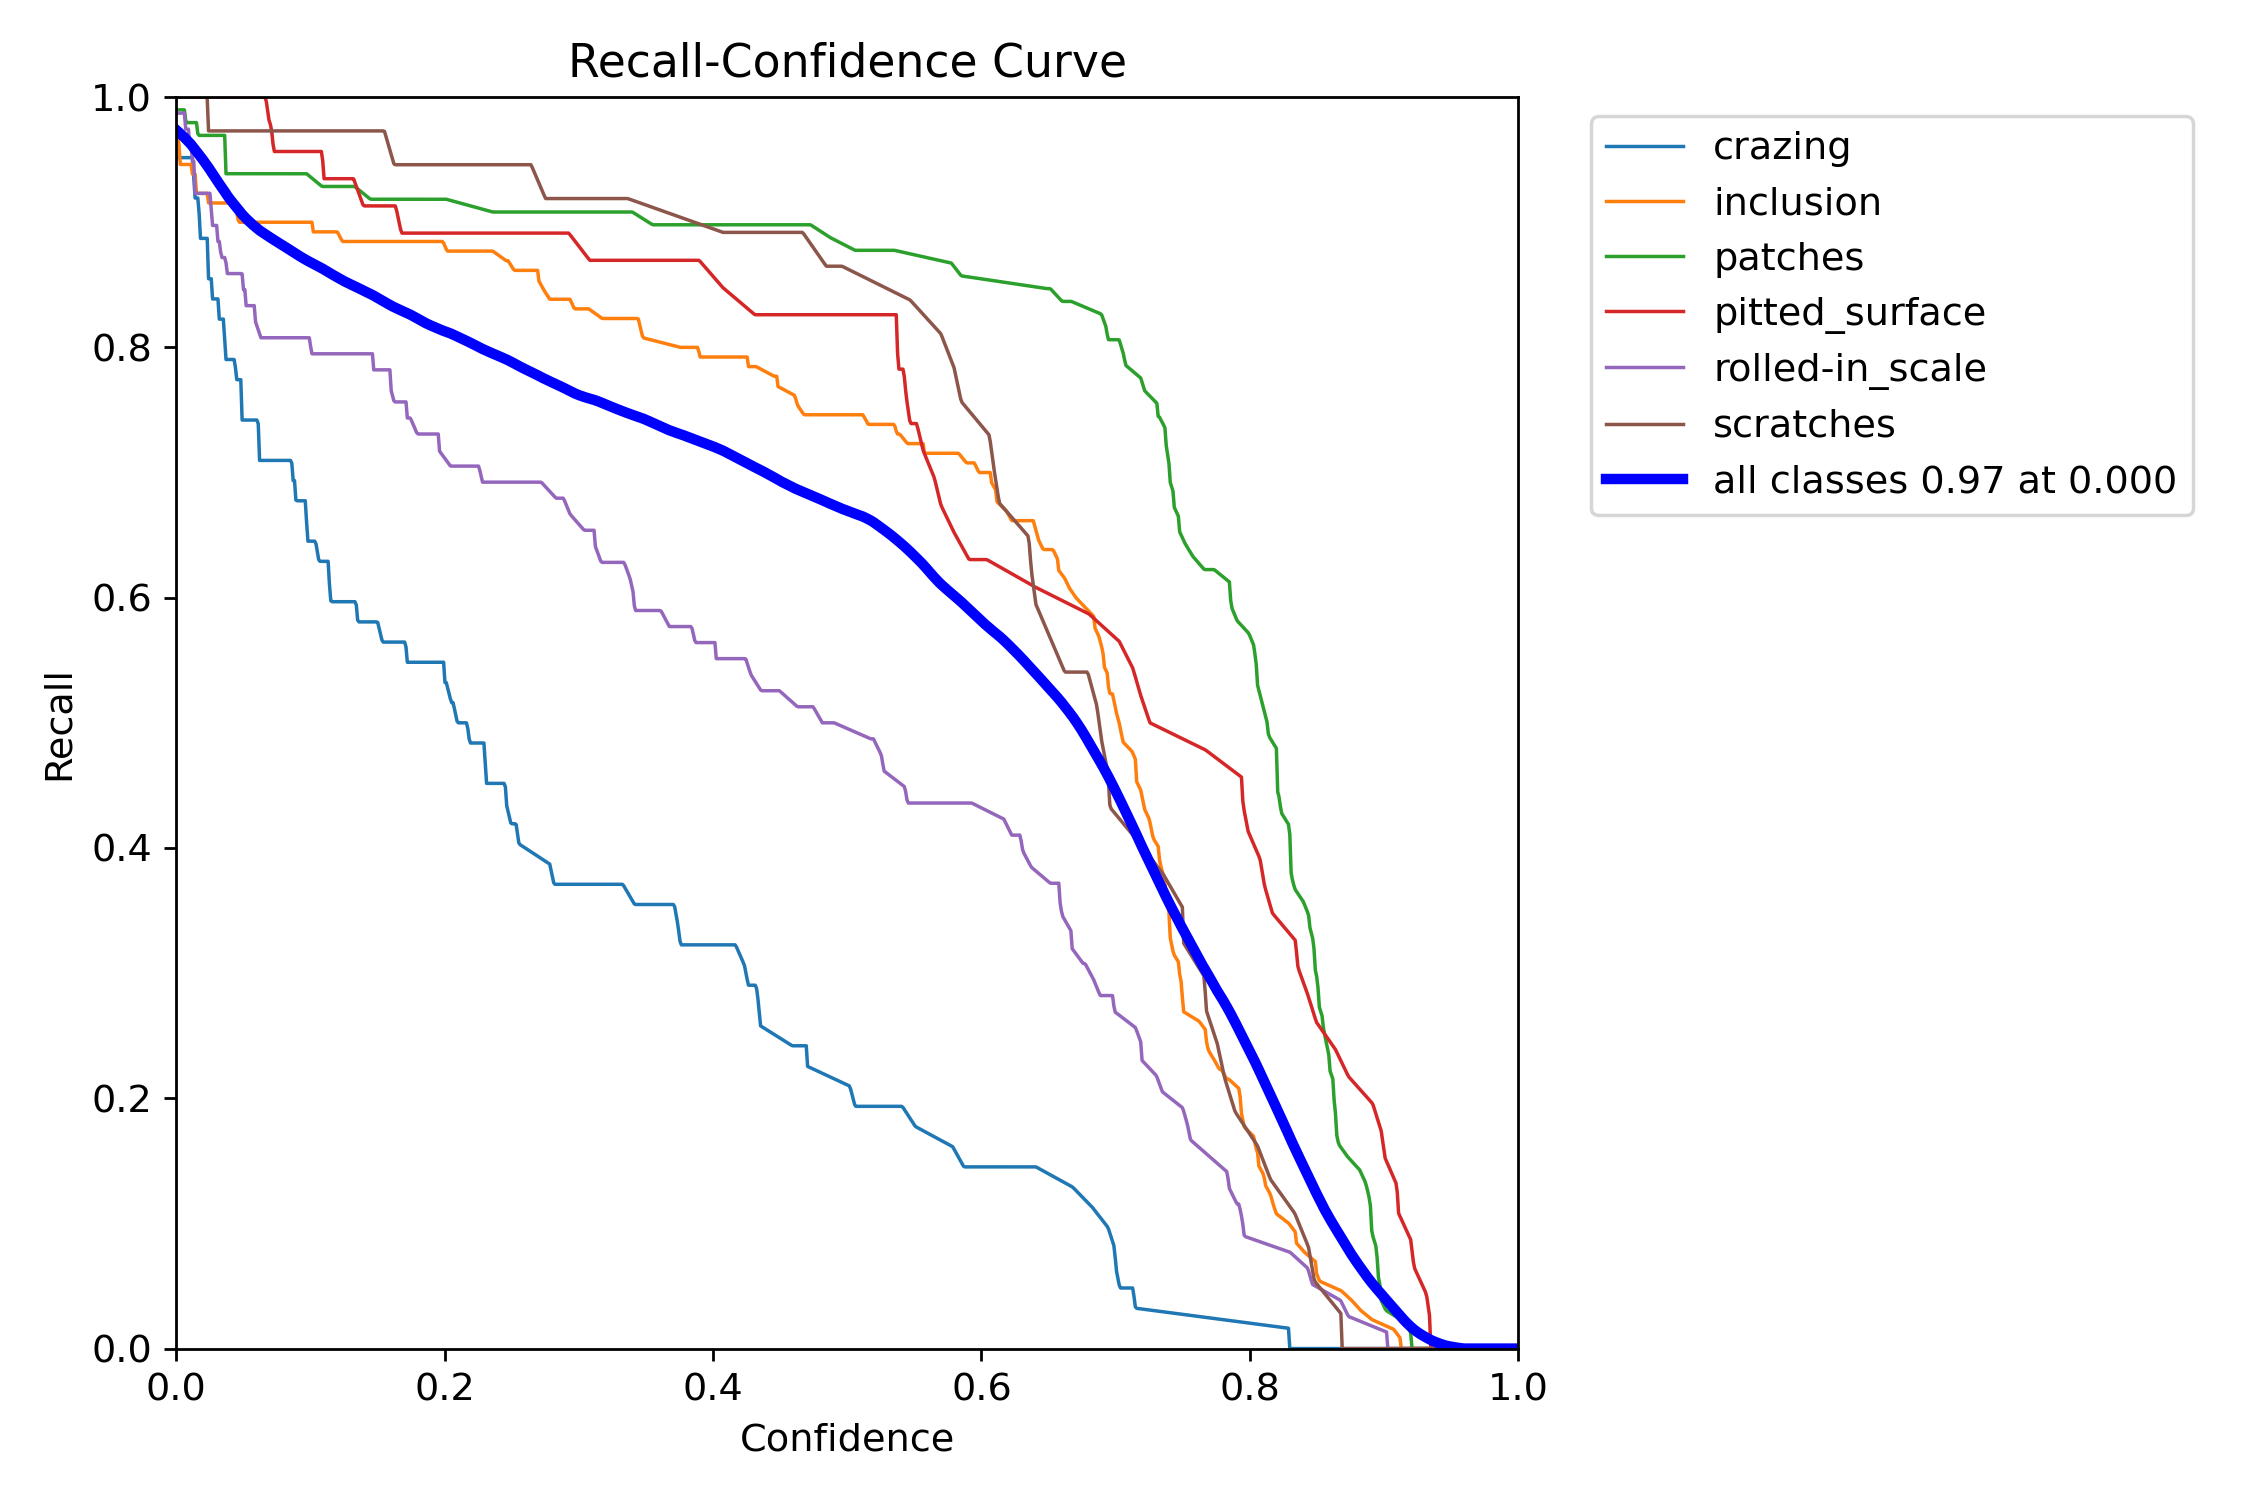 Recall-Confidence Curve
1.0
0.8
0.6
0.4
0.2
0.0
Recall
0.0 0.2 0.4 0.6 0.8 1.0
Confidence
crazing
inclusion
patches
pitted_surface
rolled-in_scale
scratches
all classes 0.97 at 0.000